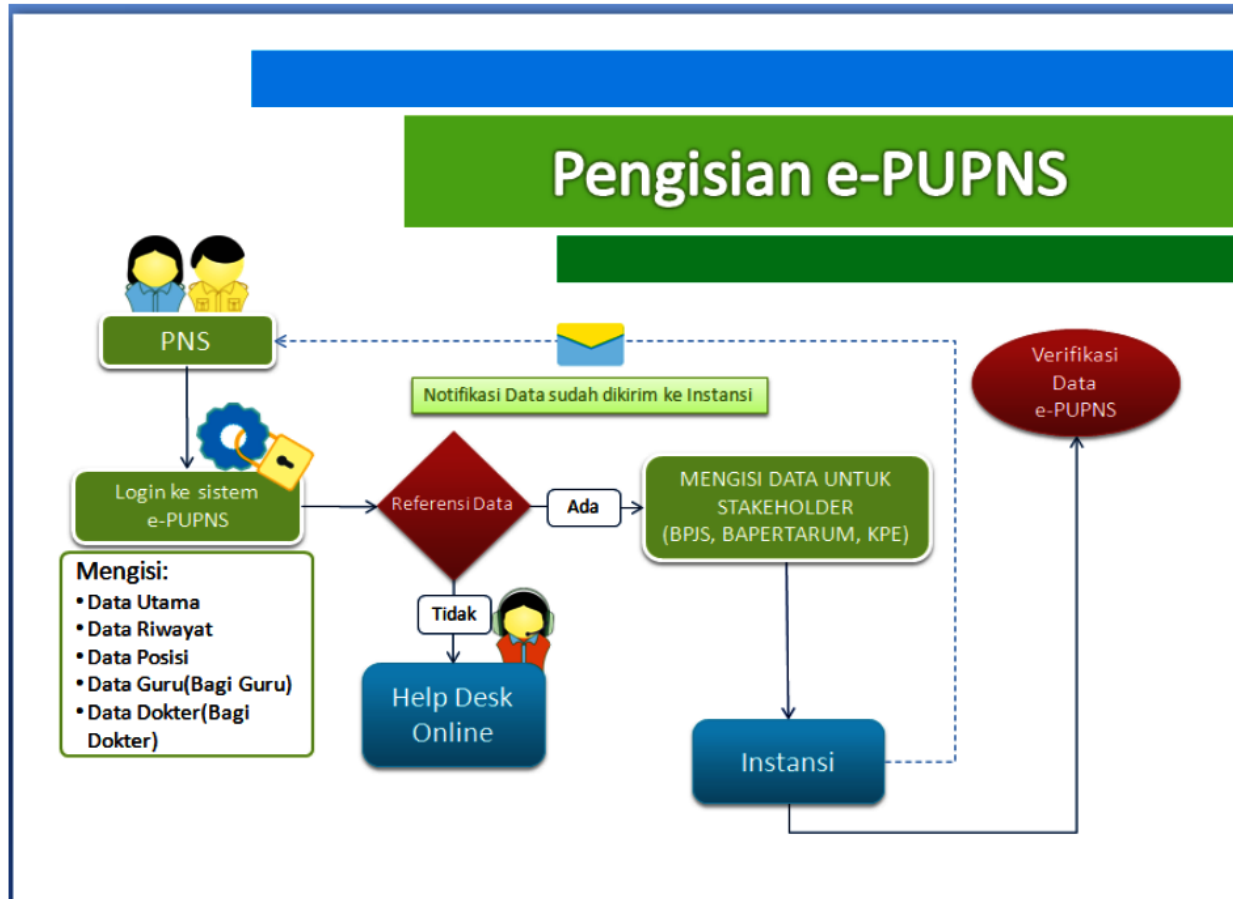 Pengisian e-PUPNS
PNS
Notifikasi Data sudah dikirim ke Instansi
Verifikasi
Data
e-PUPNS
Login ke sistem
e-PUPNS
Referensi Data
Ada
MENGISI DATA UNTUK
STAKEHOLDER
(BPJS, BAPERTARUM, KPE)
Mengisi:
• Data Utama
• Data Riwayat
• Data Posisi
• Data Guru(Bagi Guru)
• Data Dokter(Bagi
Dokter)
Tidak
Help Desk
Online
Instansi